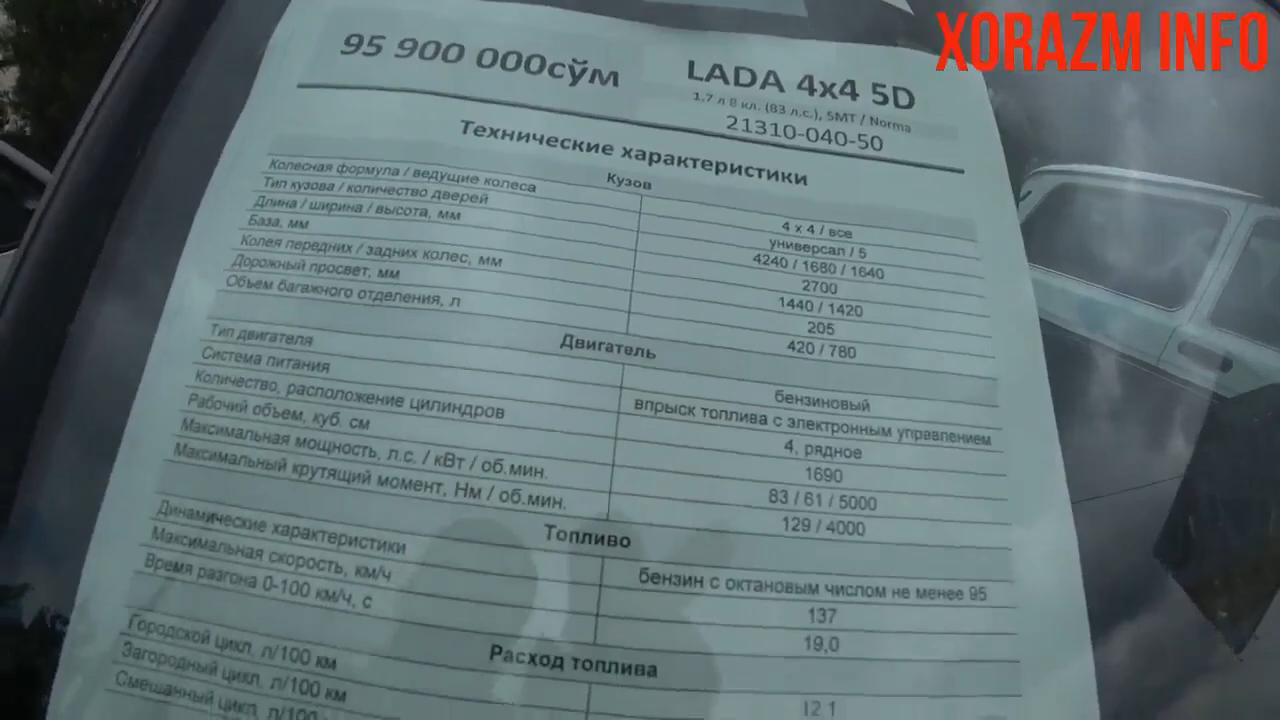 XORAZM INFO
95 900 000сўм
LADA 4x4 5D
1,7 л 8 кл. (83 л.с.), 5МТ / Norma
21310-040-50
Технические характеристики
Кузов
Колесная формула / ведущие колеса 4 x 4 / все
Тип кузова / количество дверей универсал / 5
Длина / ширина / высота, мм 4240 / 1680 / 1640
База, мм 2700
Колея передних / задних колес, мм 1440 / 1420
Дорожный просвет, мм 205
Объем багажного отделения, л 420 / 780
Двигатель
Тип двигателя бензиновый
Система питания впрыск топлива с электронным управлением
Количество, расположение цилиндров 4, рядное
Рабочий объем, куб. см 1690
Максимальная мощность, л.с. / кВт / об.мин. 83 / 61 / 5000
Максимальный крутящий момент, Нм / об.мин. 129 / 4000
Топливо
Динамические характеристики бензин с октановым числом не менее 95
Максимальная скорость, км/ч 137
Время разгона 0-100 км/ч, с 19,0
Расход топлива
Городской цикл, л/100 км 12 1
Загородный цикл, л/100 км
Смешанный цикл, л/100